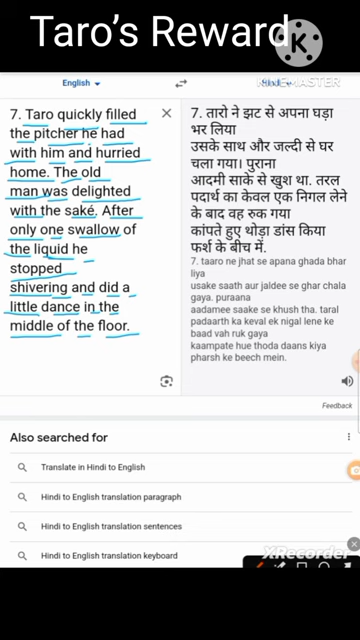 Taro's Reward
K
KINEMASTER
English
Hindi
7. Taro quickly filled
the pitcher he had
with him and hurried
home. The old
man was delighted
with the saké. After
only one swallow of
the liquid he
stopped
shivering and did a
little dance in the
middle of the floor.
7. तारो ने झट से अपना घड़ा
भर लिया
उसके साथ और जल्दी से घर
चला गया। पुराना
आदमी साके से खुश था. तरल
पदार्थ का केवल एक निगल लेने
के बाद वह रुक गया
कांपते हुए थोड़ा डांस किया
फर्श के बीच में.
7. taaro ne jhat se apana ghada bhar
liya
usake saath aur jaldee se ghar chala
gaya. puraana
aadamee saake se khush tha. taral
padaarth ka keval ek nigal lene ke
baad vah ruk gaya
kaampate hue thoda daans kiya
pharsh ke beech mein.
Feedback
Also searched for
Translate in Hindi to English
Hindi to English translation paragraph
Hindi to English translation sentences
Hindi to English translation keyboard
XRecorder